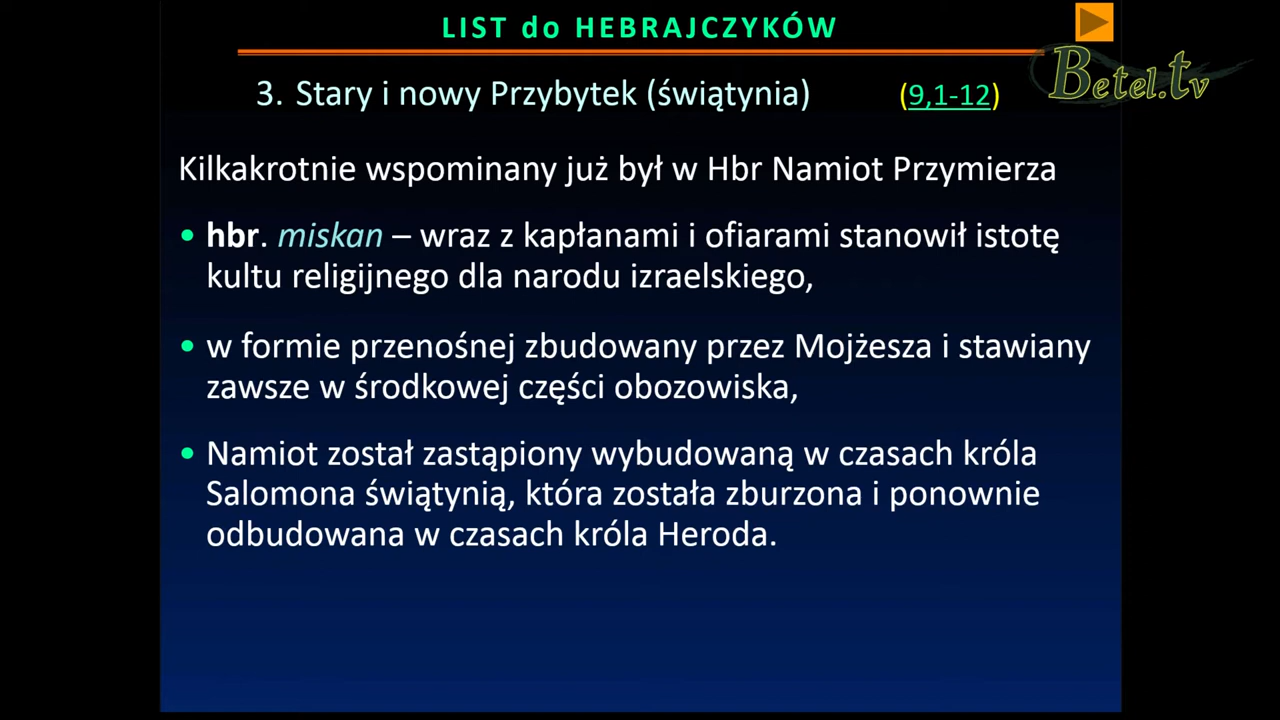 LIST do HEBRAJCZYKÓW
Betel.tv
3. Stary i nowy Przybytek (świątynia) (9,1-12)
Kilkakrotnie wspominany już był w Hbr Namiot Przymierza
• hbr. miskan – wraz z kapłanami i ofiarami stanowił istotę
kultu religijnego dla narodu izraelskiego,
• w formie przenośnej zbudowany przez Mojżesza i stawiany
zawsze w środkowej części obozowiska,
• Namiot został zastąpiony wybudowaną w czasach króla
Salomona świątynią, która została zburzona i ponownie
odbudowana w czasach króla Heroda.